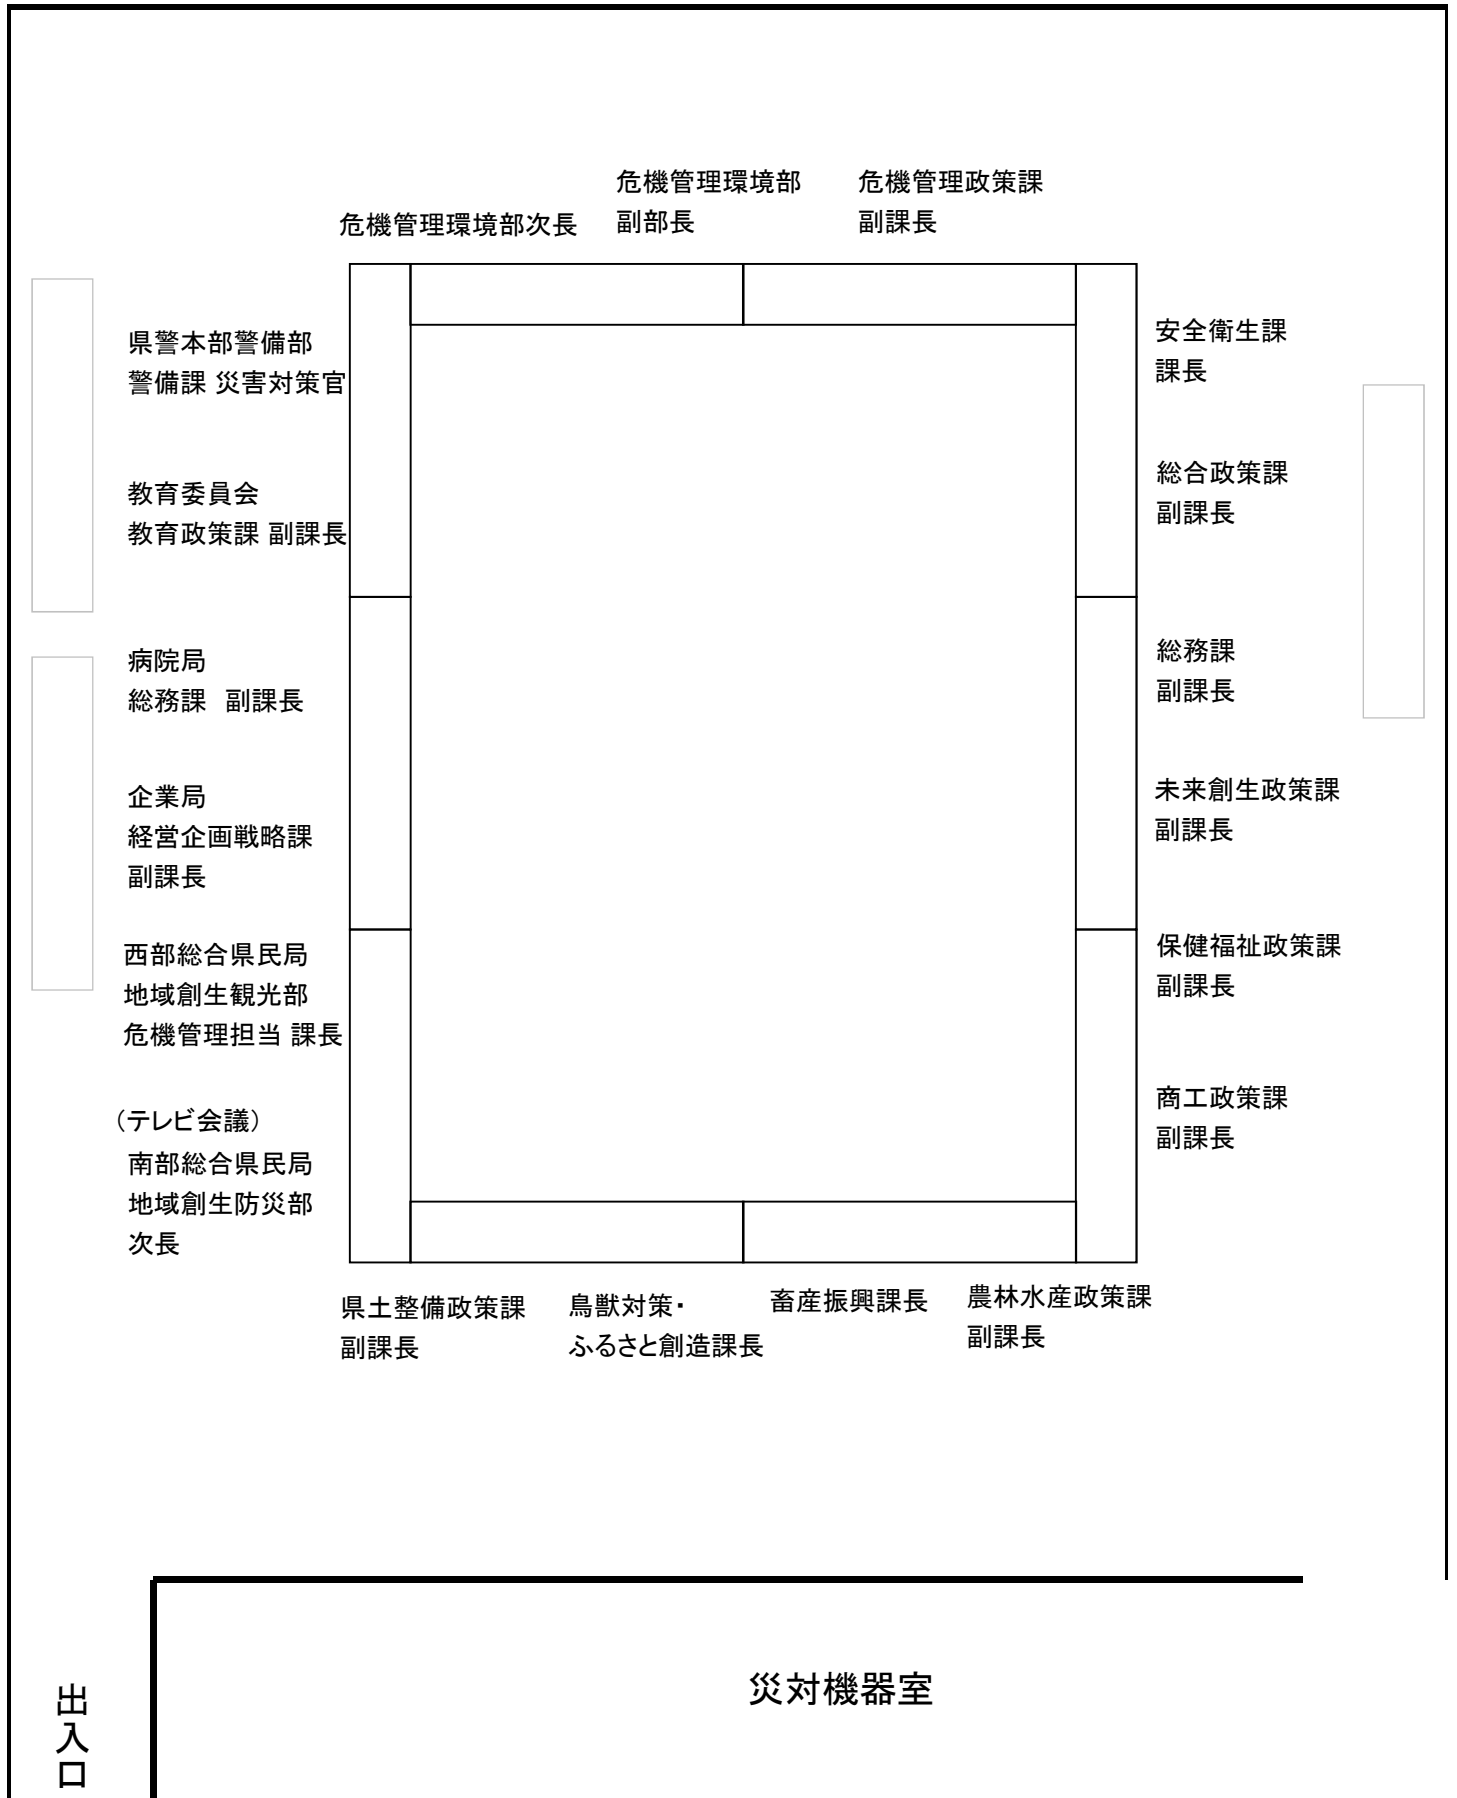 危機管理環境部次長
危機管理環境部
副部長
危機管理政策課
副課長
県警本部警備部
警備課 災害対策官
教育委員会
教育政策課 副課長
病院局
総務課　副課長
企業局
経営企画戦略課
副課長
西部総合県民局
地域創生観光部
危機管理担当 課長
（テレビ会議）
南部総合県民局
地域創生防災部
次長
安全衛生課
課長
総合政策課
副課長
総務課
副課長
未来創生政策課
副課長
保健福祉政策課
副課長
商工政策課
副課長
県土整備政策課
副課長
鳥獣対策・
ふるさと創造課長
畜産振興課長
農林水産政策課
副課長
災対機器室
出入口